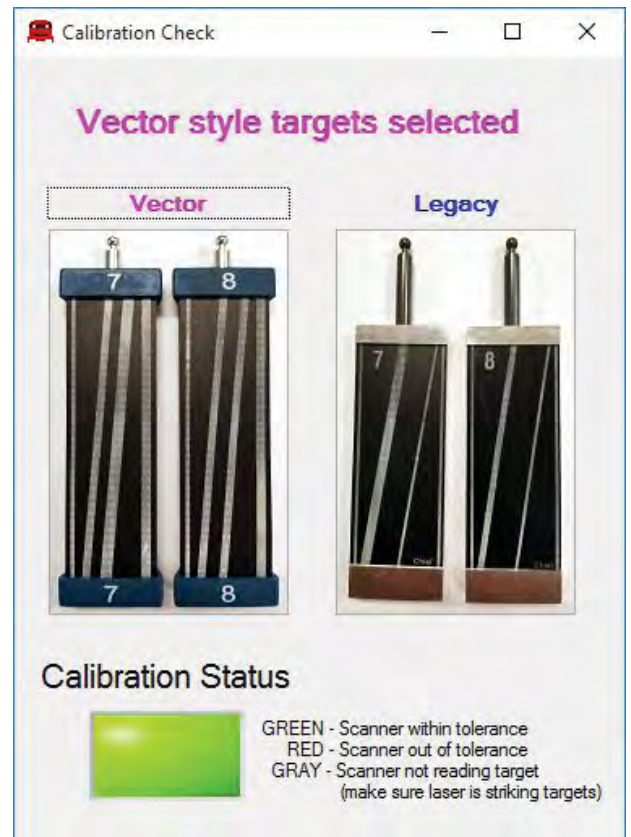 Calibration Check
Vector style targets selected
Vector
Legacy
7
8
7
8
7
8
Calibration Status
GREEN - Scanner within tolerance
RED - Scanner out of tolerance
GRAY - Scanner not reading target
(make sure laser is striking targets)